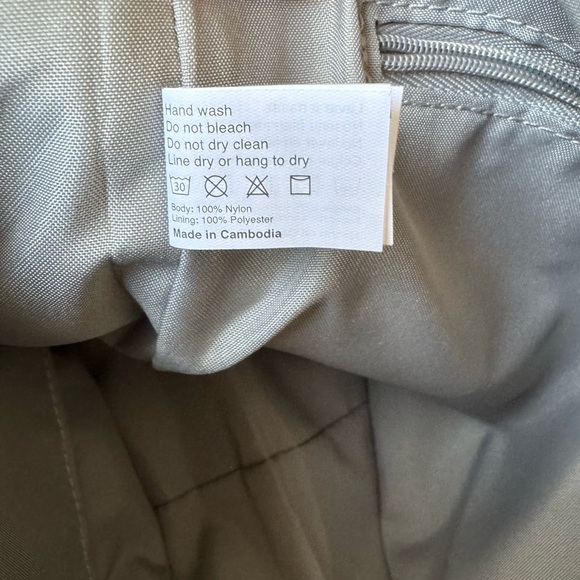 Hand wash
Do not bleach
Do not dry clean
Line dry or hang to dry
30
Body: 100% Nylon
Lining: 100% Polyester
Made in Cambodia